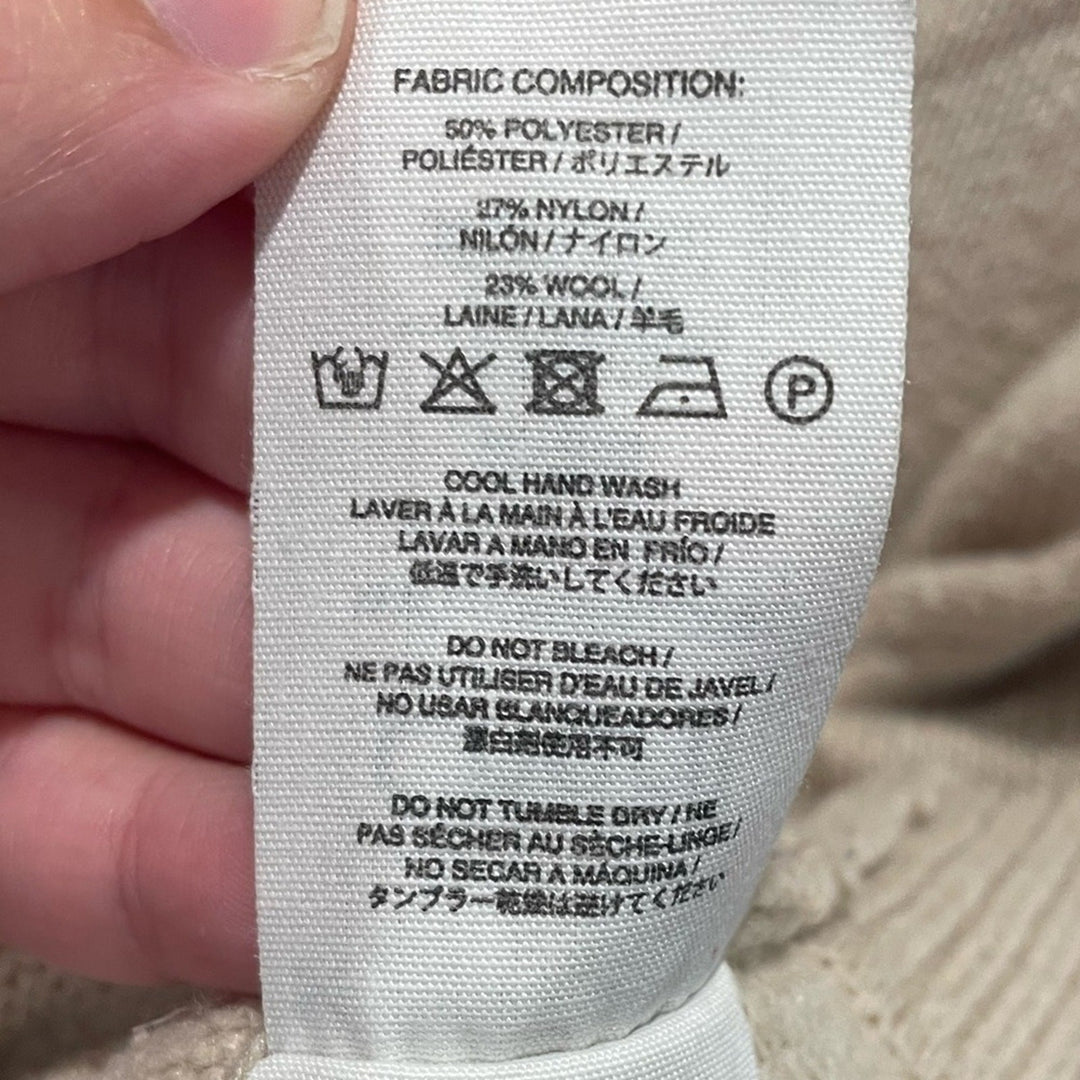 FABRIC COMPOSITION:
50% POLYESTER /
POLIÉSTER / ポリエステル
27% NYLON /
NILÓN / ナイロン
23% WOOL /
LAINE / LANA / 羊毛
P
COOL HAND WASH
LAVER À LA MAIN À L'EAU FROIDE
LAVAR A MANO EN FRÍO /
低温で手洗いしてください
DO NOT BLEACH /
NE PAS UTILISER D'EAU DE JAVEL /
NO USAR BLANQUEADORES /
漂白剤使用不可
DO NOT TUMBLE DRY / NE
PAS SÉCHER AU SÈCHE-LINGE /
NO SECAR A MÁQUINA /
タンブラー乾燥は避けてください